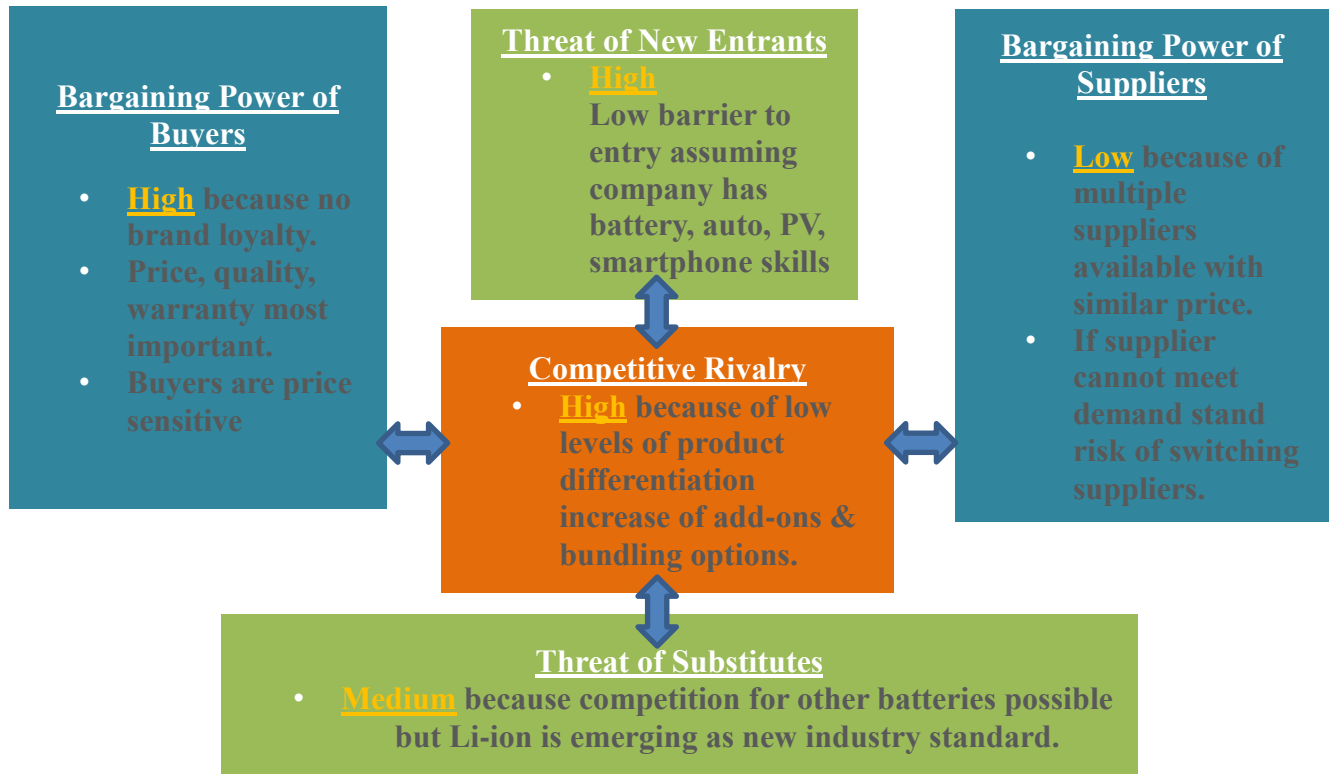 Bargaining Power of
Buyers
• High because no
brand loyalty.
• Price, quality,
warranty most
important.
• Buyers are price
sensitive
Threat of New Entrants
• High
Low barrier to
entry assuming
company has
battery, auto, PV,
smartphone skills
Bargaining Power of
Suppliers
• Low because of
multiple
suppliers
available with
similar price.
• If supplier
cannot meet
demand stand
risk of switching
suppliers.
Competitive Rivalry
• High because of low
levels of product
differentiation
increase of add-ons &
bundling options.
Threat of Substitutes
• Medium because competition for other batteries possible
but Li-ion is emerging as new industry standard.